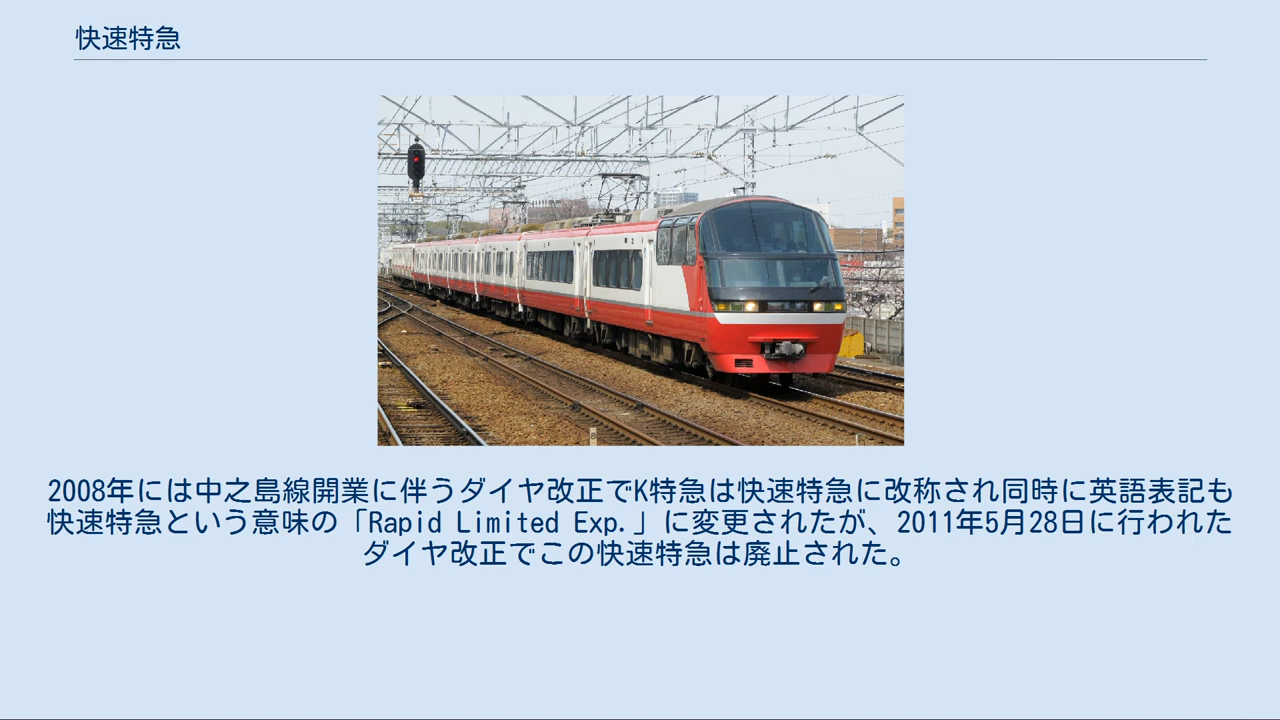 快速特急
2008年には中之島線開業に伴うダイヤ改正でK特急は快速特急に改称され同時に英語表記も
快速特急という意味の「Rapid Limited Exp.」に変更されたが、2011年5月28日に行われた
ダイヤ改正でこの快速特急は廃止された。